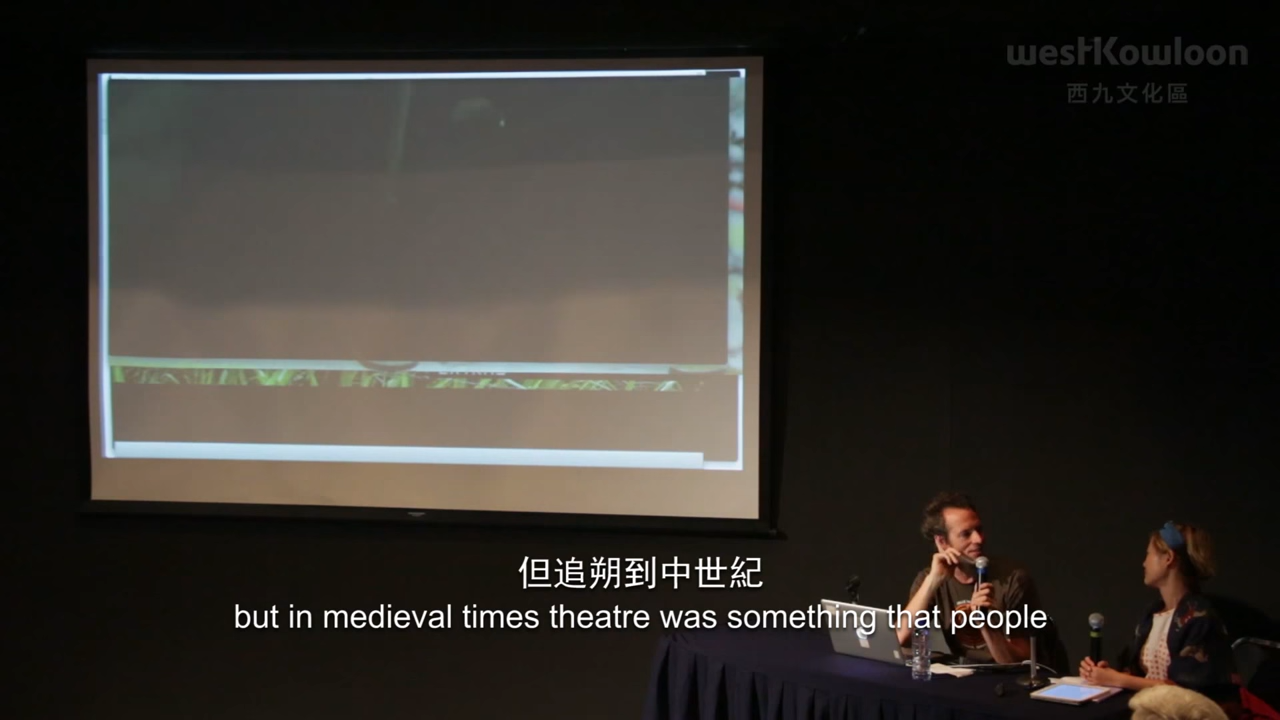 westKowloon
西九文化區
但追朔到中世紀
but in medieval times theatre was something that people